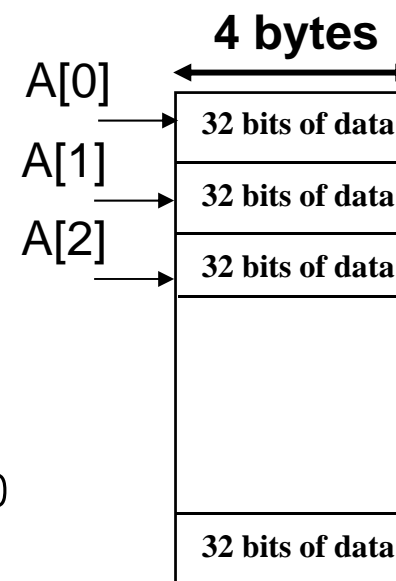 4 bytes
A[0]
32 bits of data
A[1]
32 bits of data
A[2]
32 bits of data
32 bits of data